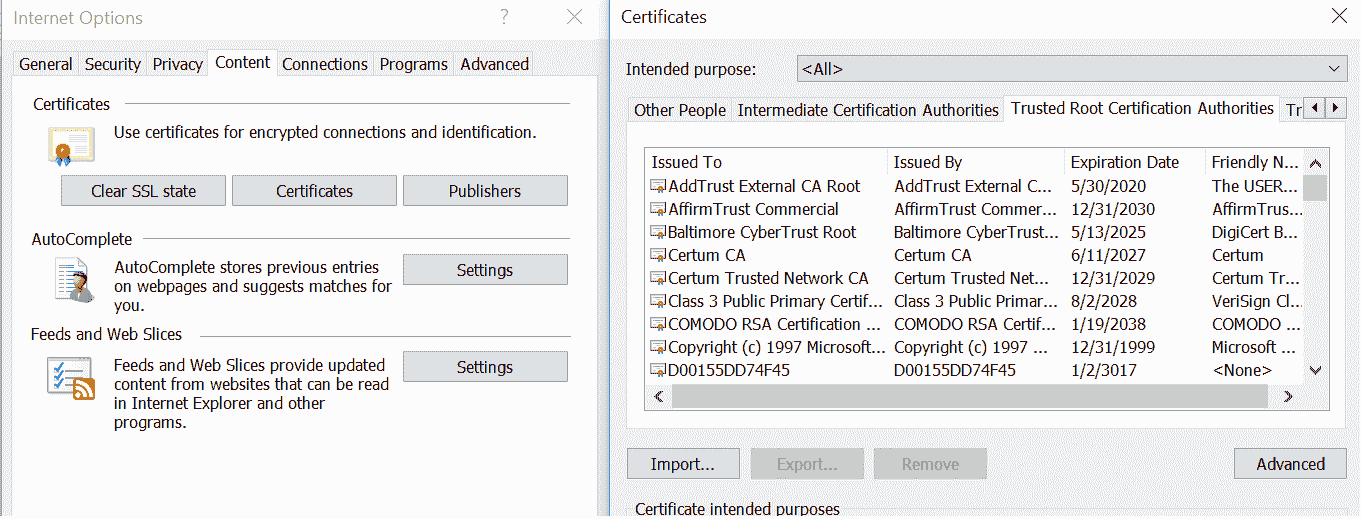 Internet Options
?
General Security Privacy Content Connections Programs Advanced
Certificates
Use certificates for encrypted connections and identification.
Clear SSL state Certificates Publishers
AutoComplete
AutoComplete stores previous entries
on webpages and suggests matches for
you.
Settings
Feeds and Web Slices
Feeds and Web Slices provide updated
content from websites that can be read
in Internet Explorer and other
programs.
Settings
Certificates
Intended purpose: <All>
Other People Intermediate Certification Authorities Trusted Root Certification Authorities Tr
Issued To Issued By Expiration Date Friendly N...
AddTrust External CA Root AddTrust External C... 5/30/2020 The USER...
AffirmTrust Commercial AffirmTrust Commer... 12/31/2030 AffirmTrus...
Baltimore CyberTrust Root Baltimore CyberTrust... 5/13/2025 DigiCert B...
Certum CA Certum CA 6/11/2027 Certum
Certum Trusted Network CA Certum Trusted Net... 12/31/2029 Certum Tr...
Class 3 Public Primary Certif... Class 3 Public Primar... 8/2/2028 VeriSign Cl...
COMODO RSA Certification ... COMODO RSA Certif... 1/19/2038 COMODO ...
Copyright (c) 1997 Microsoft... Copyright (c) 1997 ... 12/31/1999 Microsoft ...
D00155DD74F45 D00155DD74F45 1/2/3017 <None>
Import... Export... Remove Advanced
Certificate intended purposes